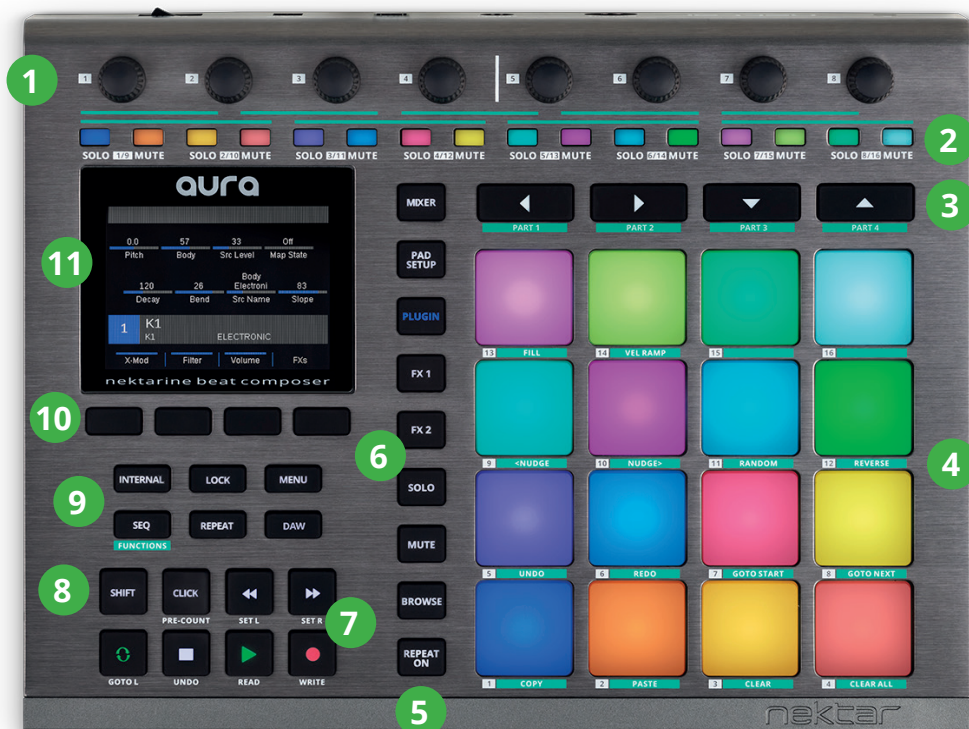 1 2 3 4 5 6 7 8
1
SOLO 1/9 MUTE SOLO 2/10 MUTE SOLO 3/11 MUTE SOLO 4/12 MUTE SOLO 5/13 MUTE SOLO 6/14 MUTE SOLO 7/15 MUTE SOLO 8/16 MUTE
2
aura
0.0 57 33 Off
Pitch Body Src Level Map State
Body
120 26 Electroni 83
Decay Bend Src Name Slope
1 K1
K1 ELECTRONIC
X-Mod Filter Volume FXs
nektarine beat composer
11
10
MIXER
PAD
SETUP
PLUGIN
FX 1
FX 2
6
SOLO
MUTE
BROWSE
REPEAT
ON
5
PART 1 PART 2 PART 3 PART 4
3
13 FILL 14 VEL RAMP 15 16
9 <NUDGE 10 NUDGE> 11 RANDOM 12 REVERSE
4
5 UNDO 6 REDO 7 GOTO START 8 GOTO NEXT
1 COPY 2 PASTE 3 CLEAR 4 CLEAR ALL
INTERNAL LOCK MENU
9
SEQ REPEAT DAW
FUNCTIONS
8
SHIFT CLICK
PRE-COUNT SET L SET R
7
GOTO L UNDO READ WRITE
nektar